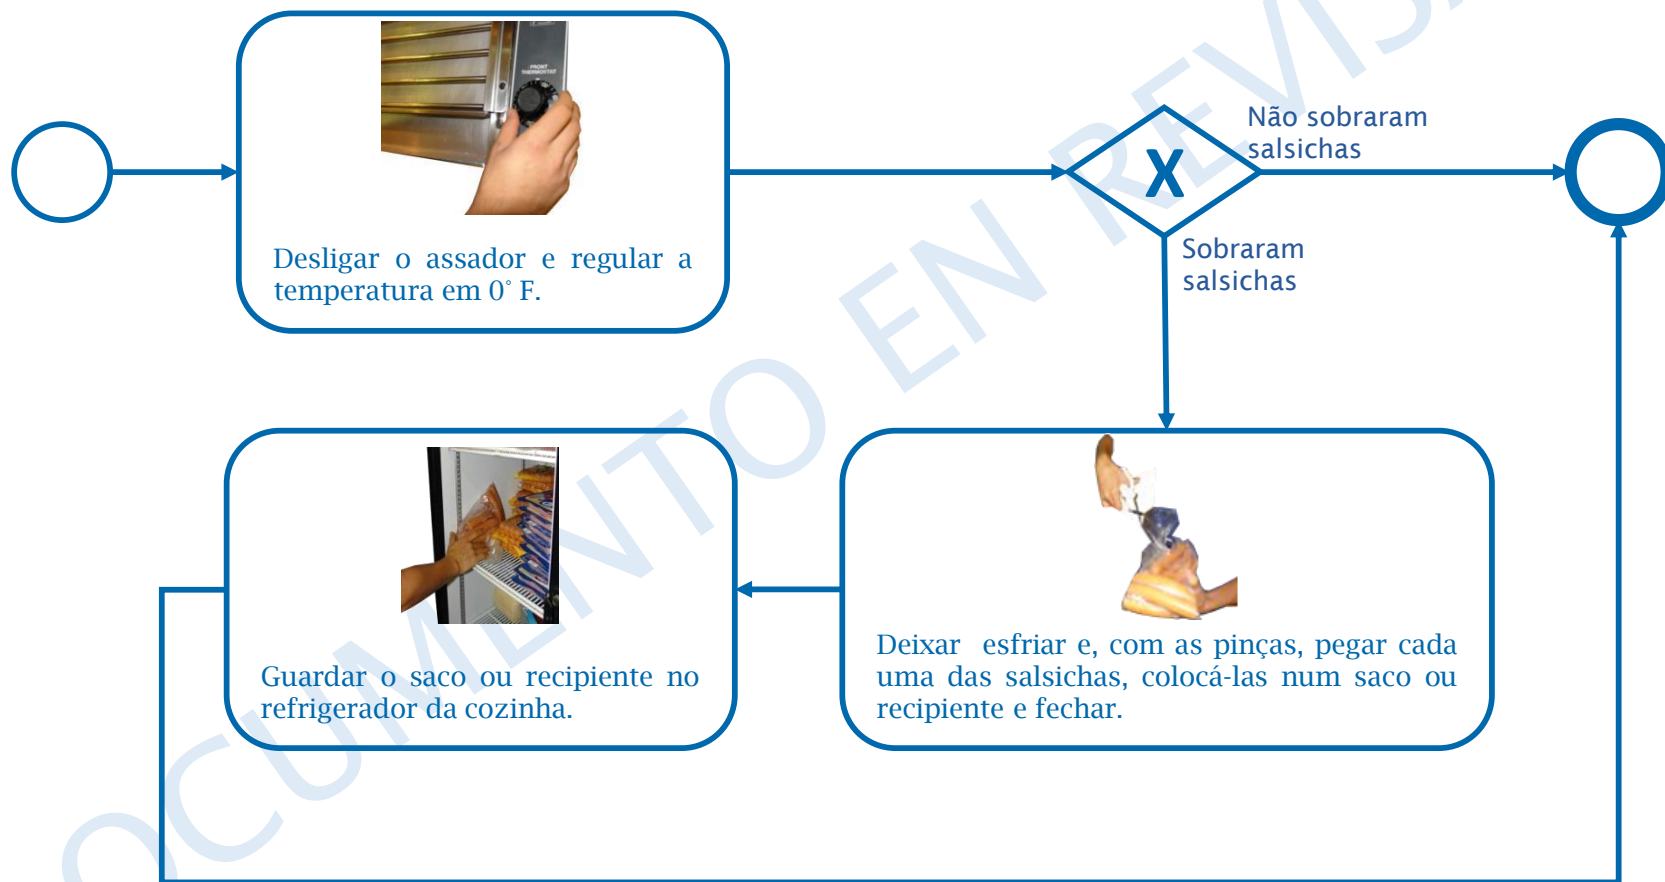 FRONT
THERMOSTAT
Desligar o assador e regular a
temperatura em 0° F.
X
Não sobraram
salsichas
Sobraram
salsichas
Guardar o saco ou recipiente no
refrigerador da cozinha.
Deixar esfriar e, com as pinças, pegar cada
uma das salsichas, colocá-las num saco ou
recipiente e fechar.
OCUMENTO EN REVIS